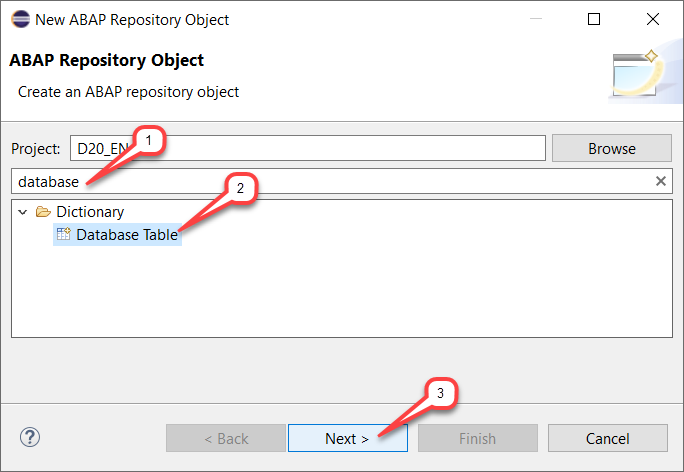 New ABAP Repository Object
ABAP Repository Object
Create an ABAP repository object
1
Project: D20_EN Browse
database
2
Dictionary
Database Table
3
? < Back Next > Finish Cancel